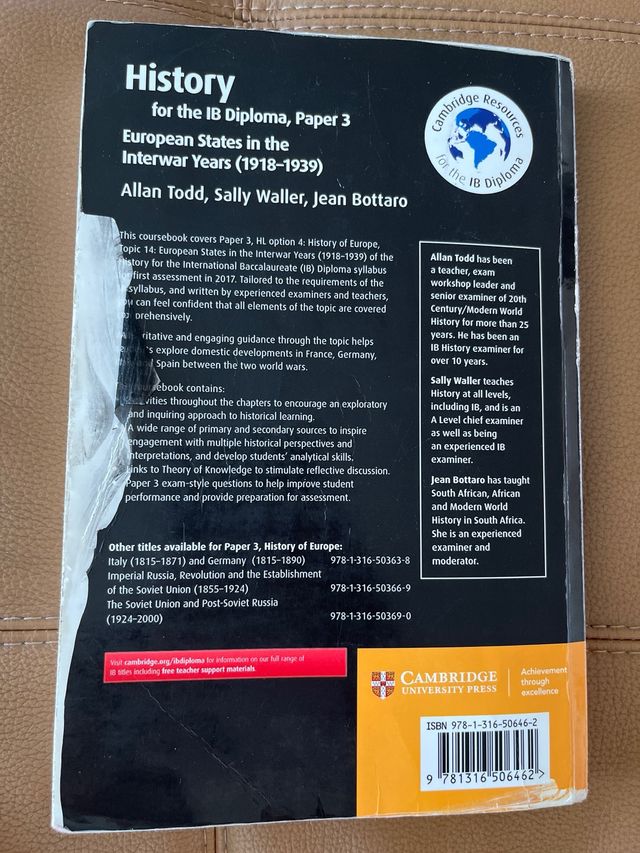 History
for the IB Diploma, Paper 3
European States in the
Interwar Years (1918–1939)
Allan Todd, Sally Waller, Jean Bottaro
Cambridge Resources
for the IB Diploma
This coursebook covers Paper 3, HL option 4: History of Europe,
Topic 14: European States in the Interwar Years (1918–1939) of the
History for the International Baccalaureate (IB) Diploma syllabus
first assessment in 2017. Tailored to the requirements of the
syllabus, and written by experienced examiners and teachers,
can feel confident that all elements of the topic are covered
prehensively.
ritative and engaging guidance through the topic helps
explore domestic developments in France, Germany,
Spain between the two world wars.
oursebook contains:
ivities throughout the chapters to encourage an exploratory
and inquiring approach to historical learning.
A wide range of primary and secondary sources to inspire
engagement with multiple historical perspectives and
interpretations, and develop students' analytical skills.
inks to Theory of Knowledge to stimulate reflective discussion.
Paper 3 exam-style questions to help improve student
performance and provide preparation for assessment.
Allan Todd has been
a teacher, exam
workshop leader and
senior examiner of 20th
Century/Modern World
History for more than 25
years. He has been an
IB History examiner for
over 10 years.
Sally Waller teaches
History at all levels,
including IB, and is an
A Level chief examiner
as well as being
an experienced IB
examiner.
Jean Bottaro has taught
South African, African
and Modern World
History in South Africa.
She is an experienced
examiner and
moderator.
Other titles available for Paper 3, History of Europe:
Italy (1815–1871) and Germany (1815–1890) 978-1-316-50363-8
Imperial Russia, Revolution and the Establishment
of the Soviet Union (1855–1924) 978-1-316-50366-9
The Soviet Union and Post-Soviet Russia
(1924–2000) 978-1-316-50369-0
Visit cambridge.org/ibdiploma for information on our full range of
IB titles including free teacher support materials.
CAMBRIDGE
UNIVERSITY PRESS
Achievement
through
excellence
ISBN 978-1-316-50646-2
9 781316 506462 >